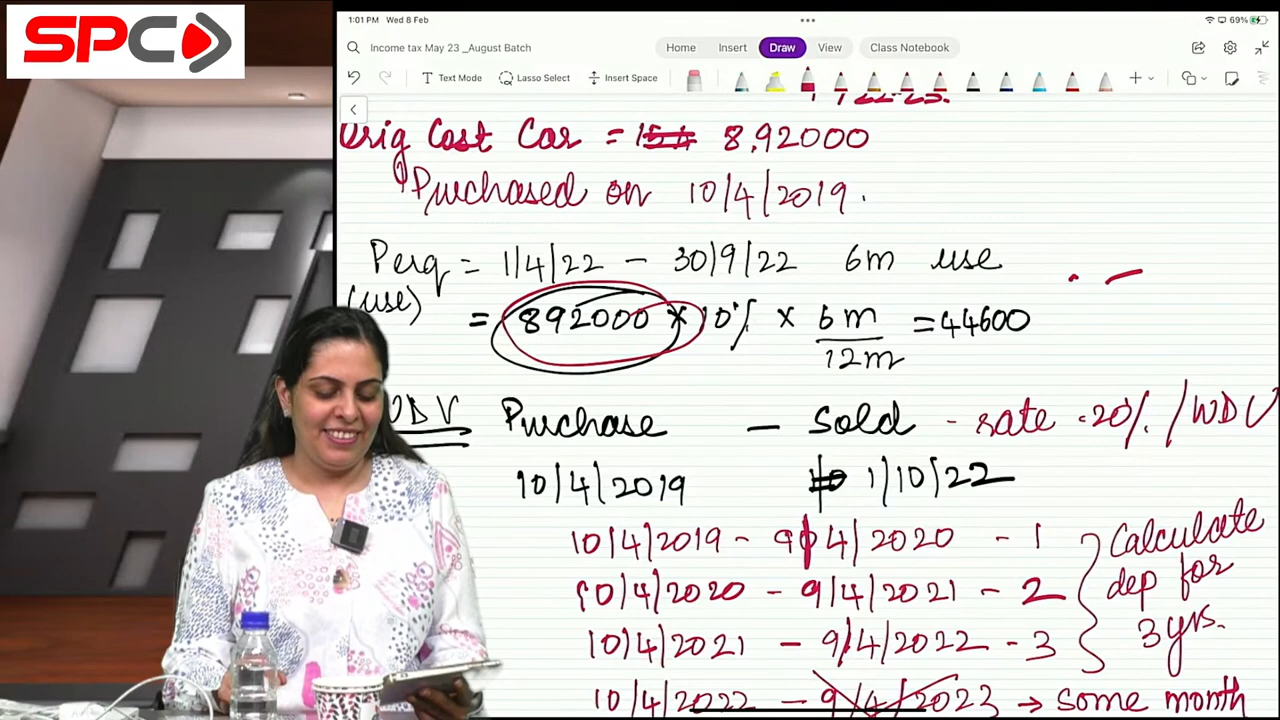 SPC
1:01 PM Wed 8 Feb
69%
Income tax May 23 _August Batch
Home Insert Draw View Class Notebook
Text Mode Lasso Select Insert Space
Orig Cost Car = 8,92000
Purchased on 10/4/2019.
Perq = 1/4/22 - 30/9/22 6m use
(use)
= 892000 × 10% × 6m/12m = 44600
WDV Purchase - Sold - rate - 20% / WDV
10/4/2019 1/10/22
10/4/2019 - 9/4/2020 - 1
10/4/2020 - 9/4/2021 - 2
10/4/2021 - 9/4/2022 - 3
Calculate
dep for
3 yrs.
10/4/2022 - 9/4/2023 → some month